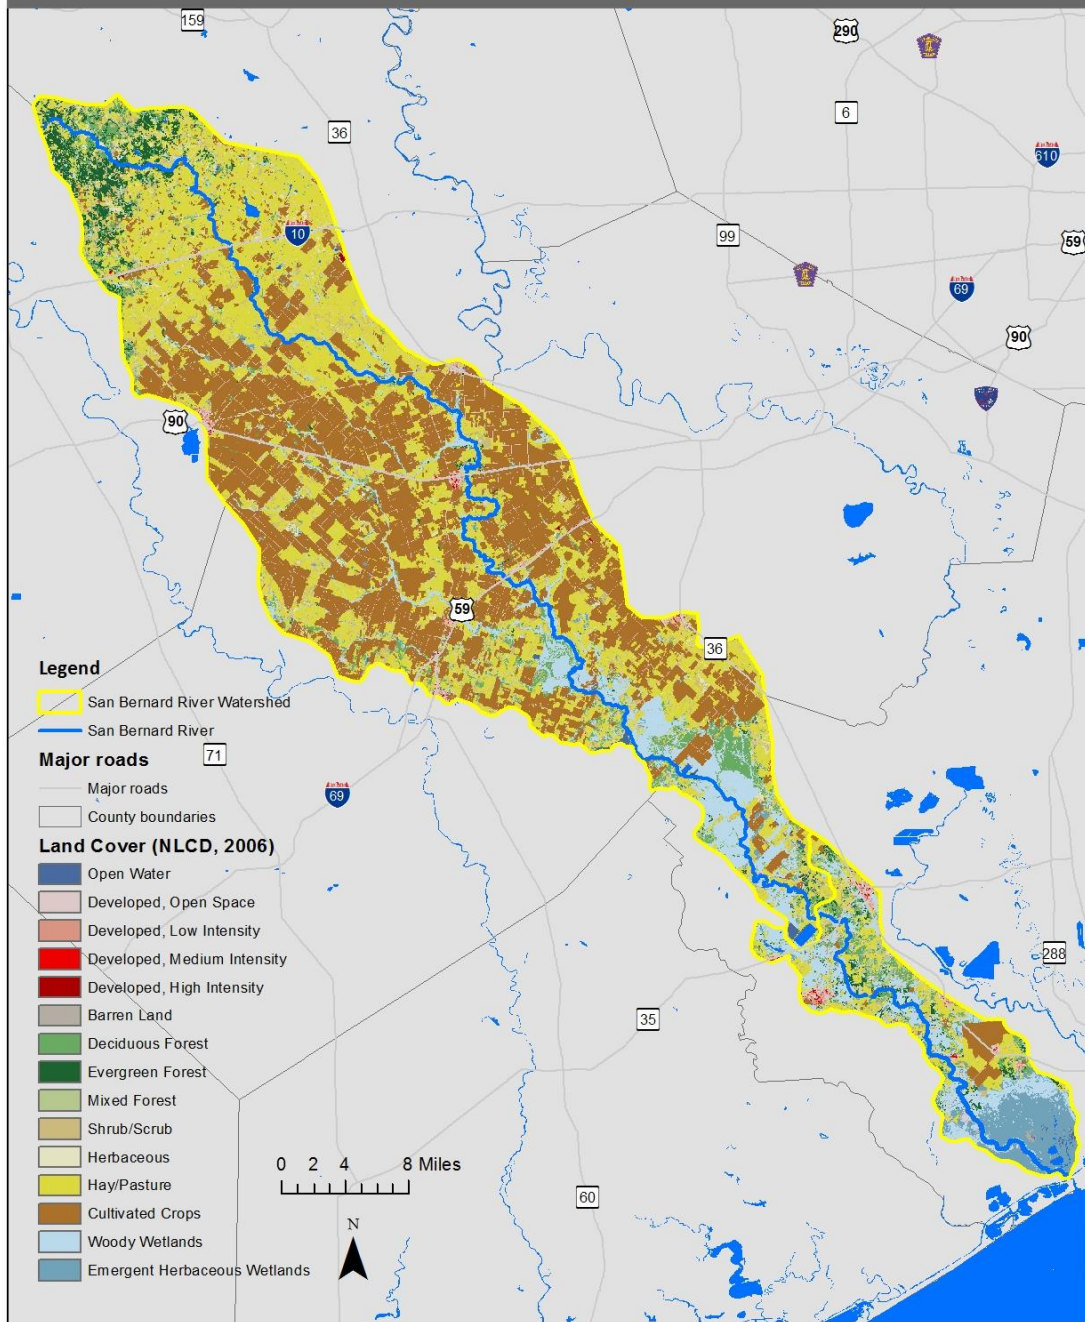 159
290
6
36
610
10
99
59
69
90
90
59
36
Legend
San Bernard River Watershed
San Bernard River
71
Major roads
69
Major roads
County boundaries
Land Cover (NLCD, 2006)
Open Water
Developed, Open Space
Developed, Low Intensity
288
Developed, Medium Intensity
Developed, High Intensity
35
Barren Land
Deciduous Forest
Evergreen Forest
Mixed Forest
Shrub/Scrub
Herbaceous
0 2 4 8 Miles
Hay/Pasture
60
Cultivated Crops
N
Woody Wetlands
Emergent Herbaceous Wetlands